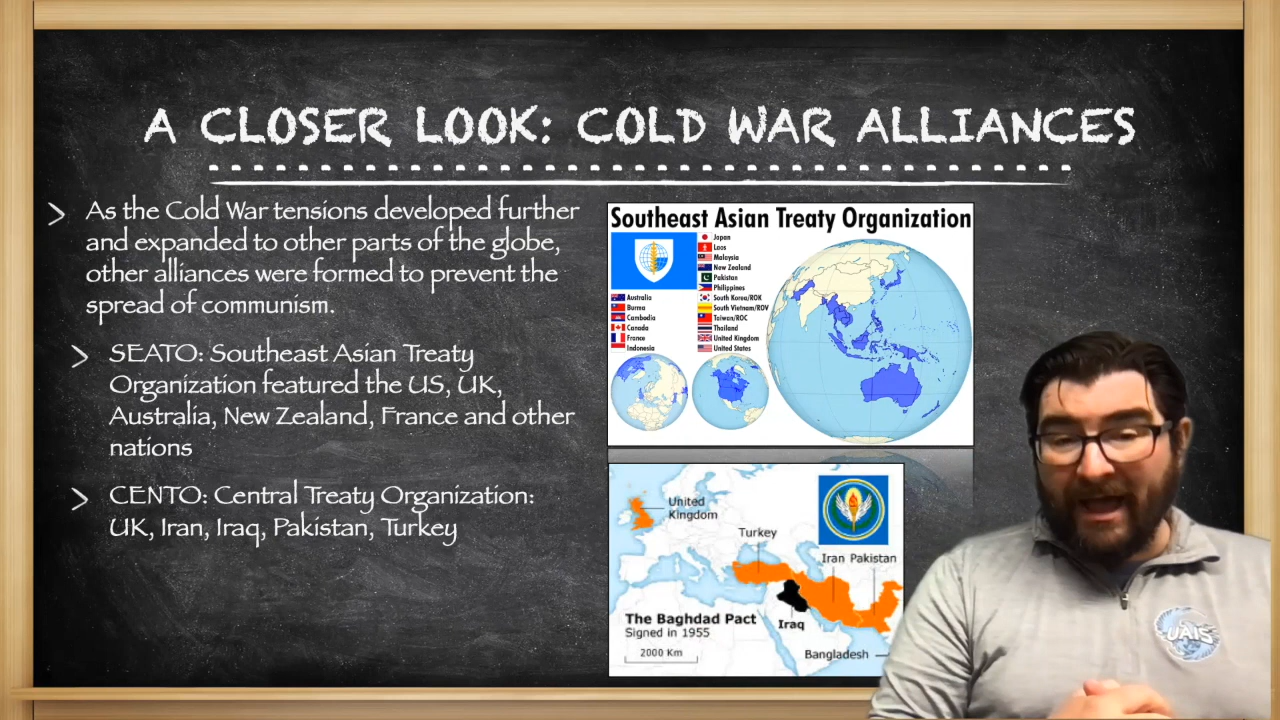 A CLOSER LOOK: COLD WAR ALLIANCES
As the Cold War tensions developed further
and expanded to other parts of the globe,
other alliances were formed to prevent the
spread of communism.
SEATO: Southeast Asian Treaty
Organization featured the US, UK,
Australia, New Zealand, France and other
nations
CENTO: Central Treaty Organization:
UK, Iran, Iraq, Pakistan, Turkey
Southeast Asian Treaty Organization
Australia
Burma
Cambodia
Canada
France
Indonesia
Japan
Laos
Malaysia
New Zealand
Pakistan
Philippines
South Korea/ROK
South Vietnam/ROV
Taiwan/ROC
Thailand
United Kingdom
United States
United
Kingdom
Turkey
Iran Pakistan
The Baghdad Pact
Signed in 1955
2000 Km
Iraq
Bangladesh
UAIS